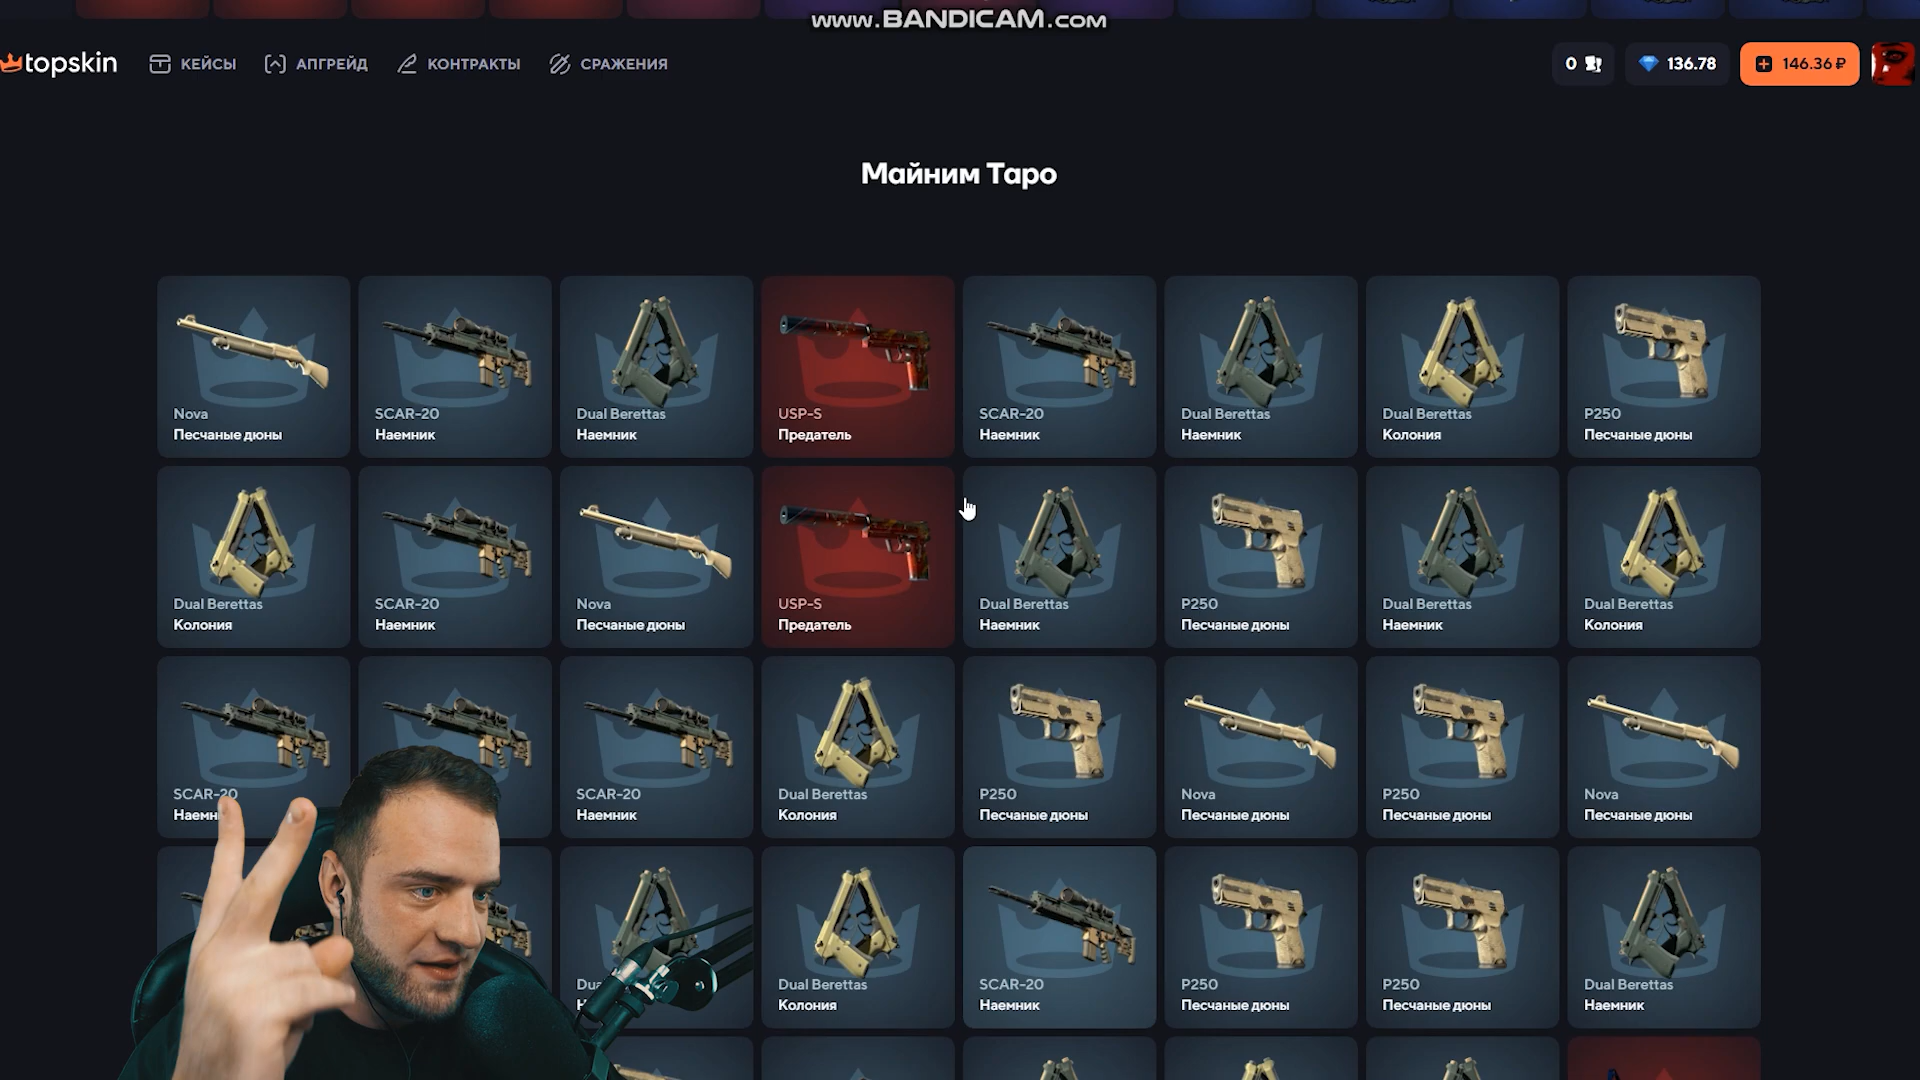 www.BANDICAM.com
topskin
КЕЙСЫ
АПГРЕЙД
КОНТРАКТЫ
СРАЖЕНИЯ
0
136.78
146.36 ₽
Майним Таро
Nova
Песчаные дюны
SCAR-20
Наемник
Dual Berettas
Наемник
USP-S
Предатель
SCAR-20
Наемник
Dual Berettas
Наемник
Dual Berettas
Колония
P250
Песчаные дюны
Dual Berettas
Колония
SCAR-20
Наемник
Nova
Песчаные дюны
USP-S
Предатель
Dual Berettas
Наемник
P250
Песчаные дюны
Dual Berettas
Наемник
Dual Berettas
Колония
SCAR-20
SCAR-20
Наемник
Dual Berettas
Колония
P250
Песчаные дюны
Nova
Песчаные дюны
P250
Песчаные дюны
Nova
Песчаные дюны
Dual Berettas
Колония
SCAR-20
Наемник
P250
Песчаные дюны
P250
Песчаные дюны
Dual Berettas
Наемник